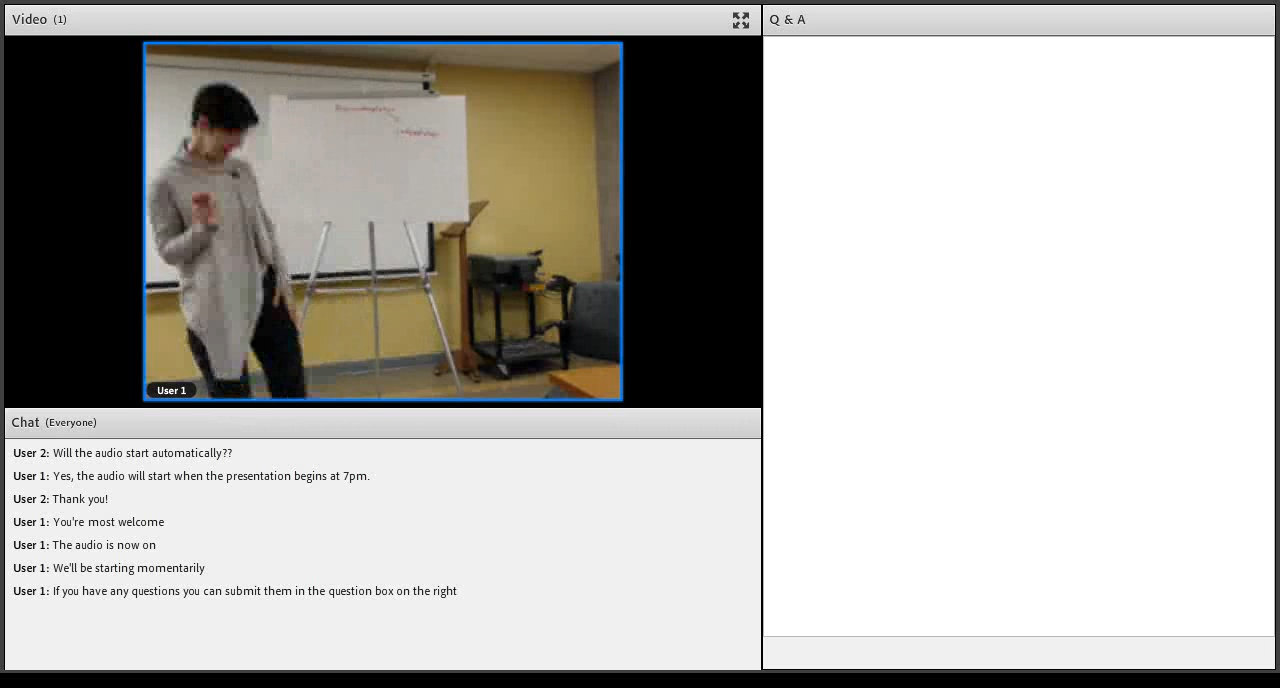 Video (1)
Q & A
User 1
Chat (Everyone)
User 2: Will the audio start automatically??
User 1: Yes, the audio will start when the presentation begins at 7pm.
User 2: Thank you!
User 1: You're most welcome
User 1: The audio is now on
User 1: We'll be starting momentarily
User 1: If you have any questions you can submit them in the question box on the right